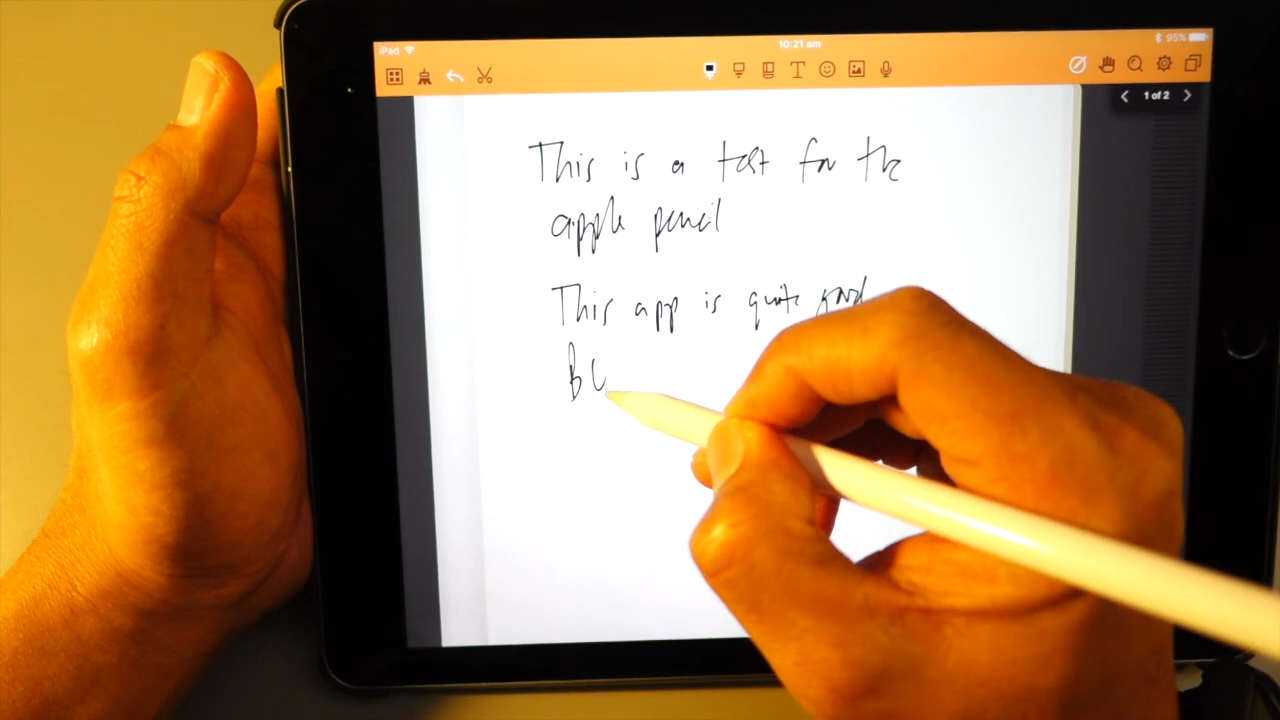 iPad 10:21 am 95%
T
1 of 2
This is a test for the
apple pencil
This app is quite good